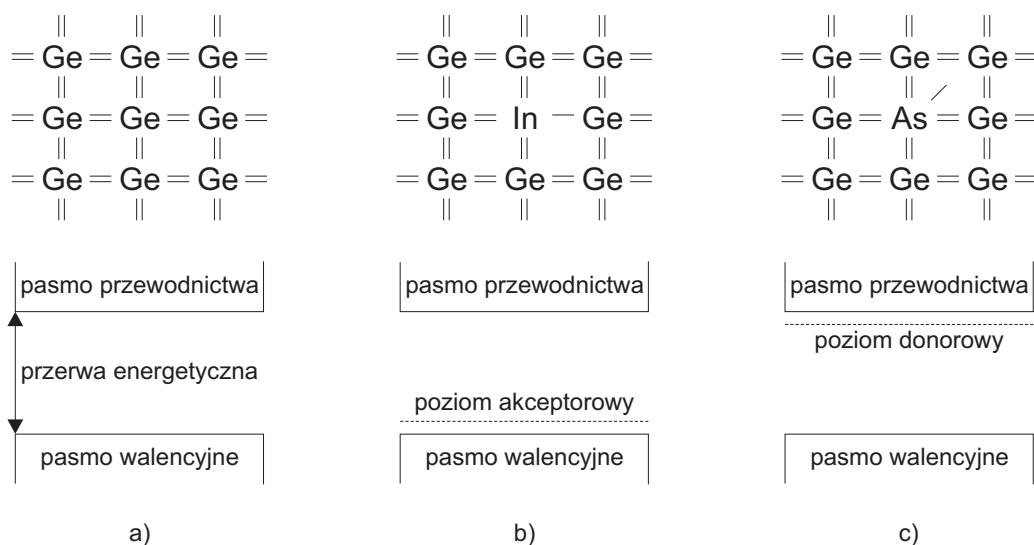 Ge Ge Ge
Ge Ge Ge
Ge Ge Ge
pasmo przewodnictwa
przerwa energetyczna
pasmo walencyjne
a)
Ge Ge Ge
Ge In Ge
Ge Ge Ge
pasmo przewodnictwa
poziom akceptorowy
pasmo walencyjne
b)
Ge Ge Ge
Ge As Ge
Ge Ge Ge
pasmo przewodnictwa
poziom donorowy
pasmo walencyjne
c)